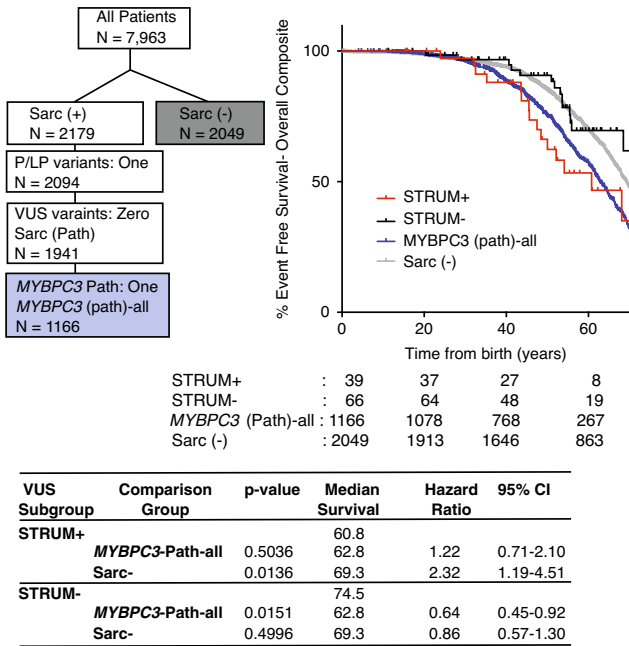 All Patients
N = 7,963
Sarc (+)
N = 2179
Sarc (-)
N = 2049
P/LP variants: One
N = 2094
VUS varaints: Zero
Sarc (Path)
N = 1941
MYBPC3 Path: One
MYBPC3 (path)-all
N = 1166
% Event Free Survival- Overall Composite
100
50
0
STRUM+
STRUM-
MYBPC3 (path)-all
Sarc (-)
0 20 40 60
Time from birth (years)
STRUM+ : 39 37 27 8
STRUM- : 66 64 48 19
MYBPC3 (Path)-all : 1166 1078 768 267
Sarc (-) : 2049 1913 1646 863
VUS Subgroup Comparison Group p-value Median Survival Hazard Ratio 95% CI
STRUM+ 60.8
MYBPC3-Path-all 0.5036 62.8 1.22 0.71-2.10
Sarc- 0.0136 69.3 2.32 1.19-4.51
STRUM- 74.5
MYBPC3-Path-all 0.0151 62.8 0.64 0.45-0.92
Sarc- 0.4996 69.3 0.86 0.57-1.30